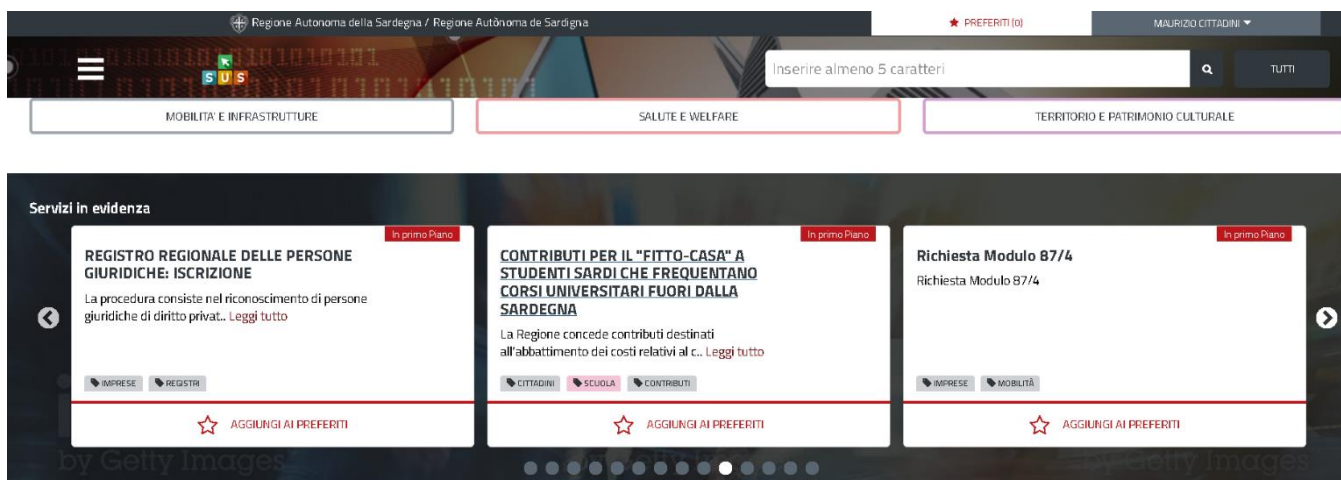 Regione Autonoma della Sardegna / Regione Autònoma de Sardigna
PREFERITI (0)
MAURIZIO CITTADINI
SUS
Inserire almeno 5 caratteri
TUTTI
MOBILITA' E INFRASTRUTTURE
SALUTE E WELFARE
TERRITORIO E PATRIMONIO CULTURALE
Servizi in evidenza
In primo Piano
REGISTRO REGIONALE DELLE PERSONE
GIURIDICHE: ISCRIZIONE
La procedura consiste nel riconoscimento di persone
giuridiche di diritto privat.. Leggi tutto
IMPRESE
REGISTRI
AGGIUNGI AI PREFERITI
In primo Piano
CONTRIBUTI PER IL "FITTO-CASA" A
STUDENTI SARDI CHE FREQUENTANO
CORSI UNIVERSITARI FUORI DALLA
SARDEGNA
La Regione concede contributi destinati
all'abbattimento dei costi relativi al c.. Leggi tutto
CITTADINI
SCUOLA
CONTRIBUTI
AGGIUNGI AI PREFERITI
In primo Piano
Richiesta Modulo 87/4
Richiesta Modulo 87/4
IMPRESE
MOBILITÀ
AGGIUNGI AI PREFERITI
by Getty Images
by Getty Images